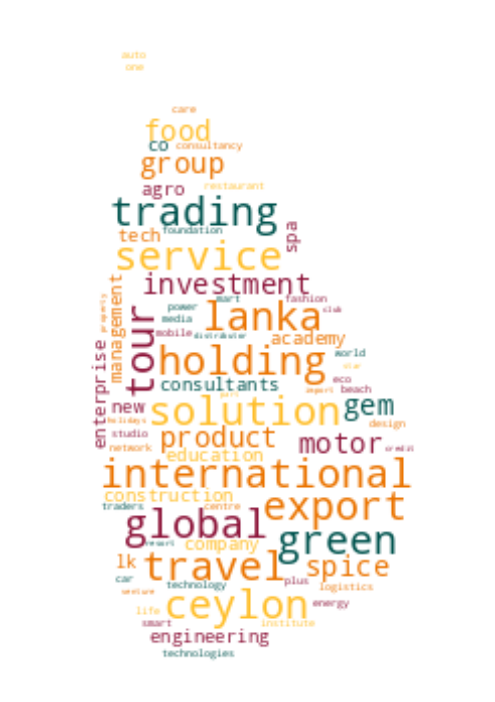 auto
one
care
food
co consultancy
group
agro restaurant
trading
tech foundation
spa
service
investment
management
property
mart fashion
power lanka club
media
tour
mobile distributor academy
enterprise
holding world
star
consultants eco
import beach
port
new solution gem
holidays design
studio product motor
network education credit
international
construction export
traders centre
global green
resort company
lk travel spice
car technology plus logistics
venture ceylon energy
life
smart institute
engineering
technologies